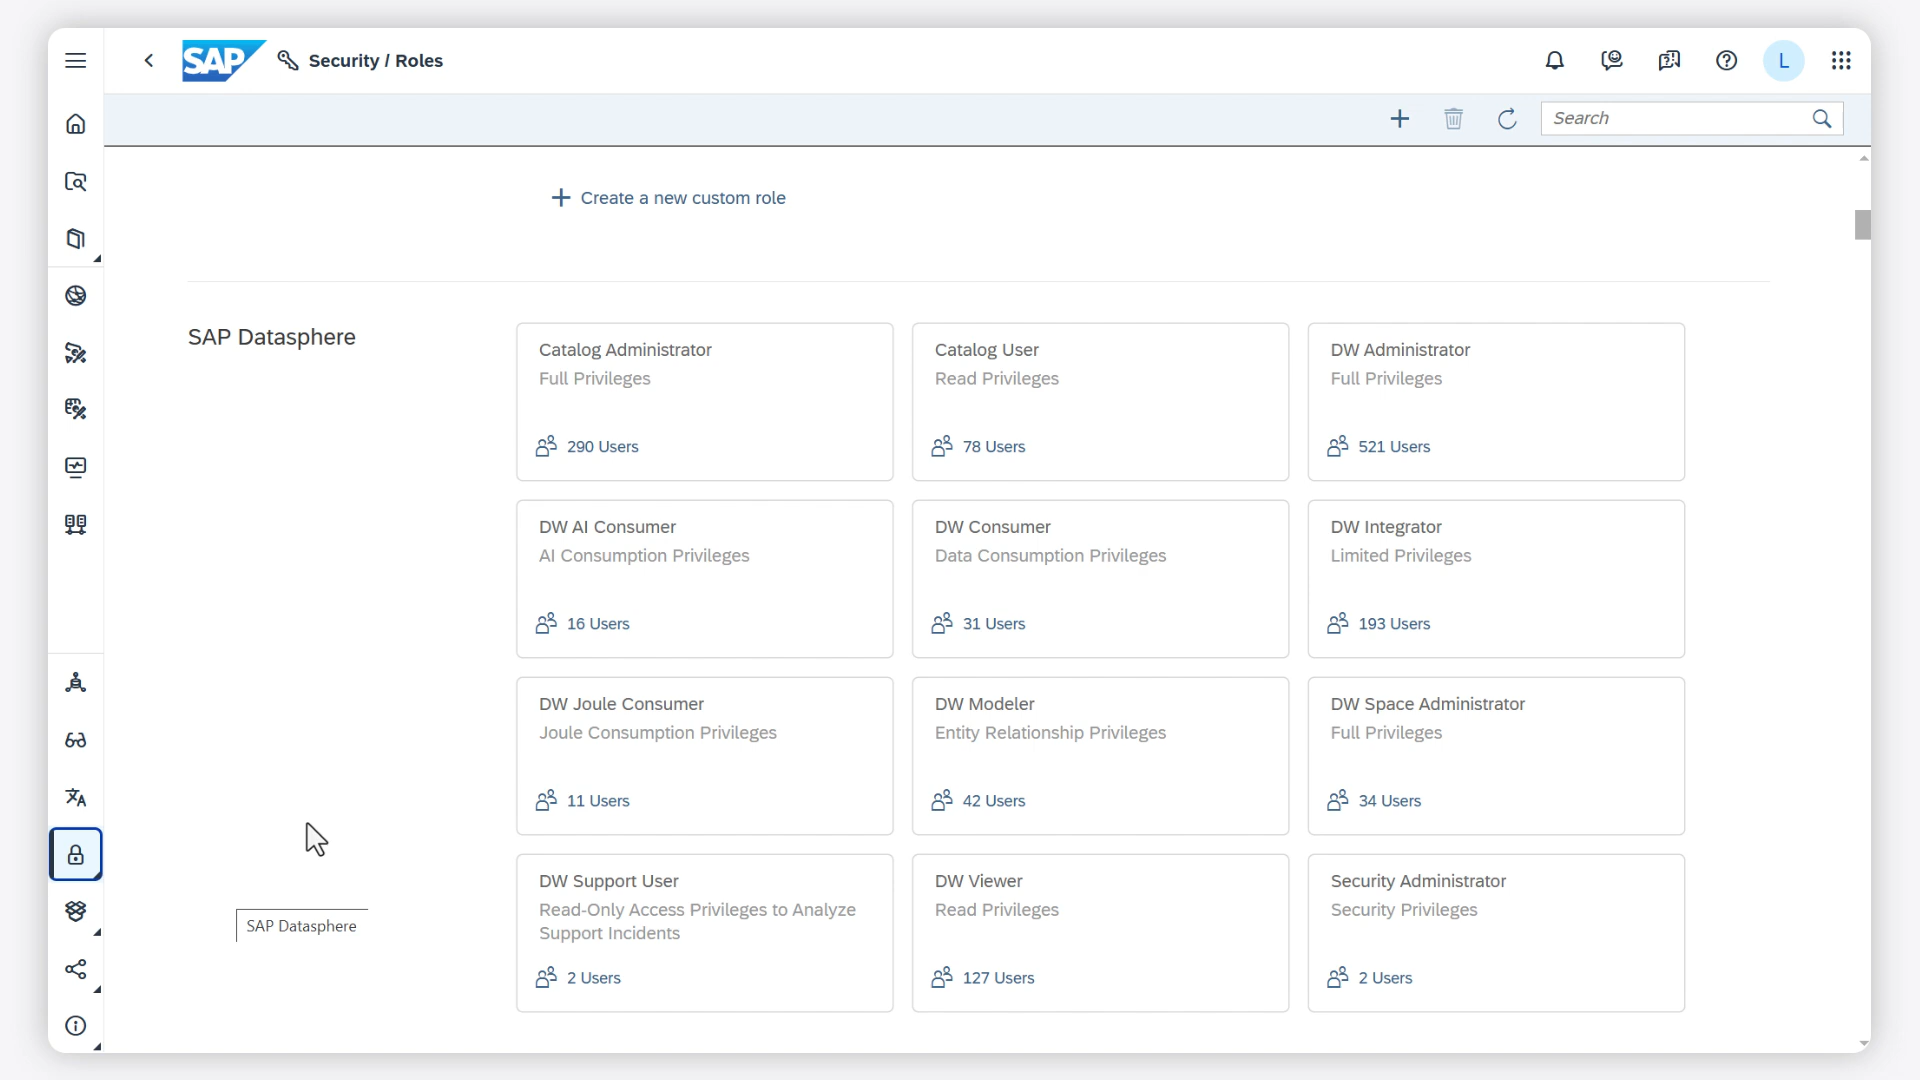 SAP Security / Roles
L
Search
Create a new custom role
SAP Datasphere
Catalog Administrator
Full Privileges
290 Users
Catalog User
Read Privileges
78 Users
DW Administrator
Full Privileges
521 Users
DW AI Consumer
AI Consumption Privileges
16 Users
DW Consumer
Data Consumption Privileges
31 Users
DW Integrator
Limited Privileges
193 Users
DW Joule Consumer
Joule Consumption Privileges
11 Users
DW Modeler
Entity Relationship Privileges
42 Users
DW Space Administrator
Full Privileges
34 Users
DW Support User
Read-Only Access Privileges to Analyze
Support Incidents
2 Users
DW Viewer
Read Privileges
127 Users
Security Administrator
Security Privileges
2 Users
SAP Datasphere